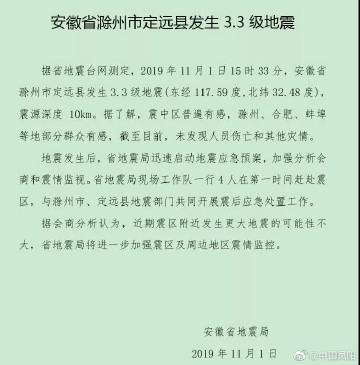 安徽省滁州市定远县发生 3.3 级地震
据省地震台网测定，2019 年 11 月 1 日 15 时 33 分，安徽省
滁州市定远县发生 3.3 级地震（东经 117.59 度，北纬 32.48 度），
震源深度 10km。据了解，震中区普遍有感，滁州、合肥、蚌埠
等地部分群众有感，截至目前，未发现人员伤亡和其他灾情。
地震发生后，省地震局迅速启动地震应急预案，加强分析会
商和震情监视。省地震局现场工作队一行 4 人在第一时间赶赴震
区，与滁州市、定远县地震部门共同开展震后应急处置工作。
据会商分析认为，近期震区附近发生更大地震的可能性不
大，省地震局将进一步加强震区及周边地区震情监控。
安徽省地震局
2019 年 11 月 1 日